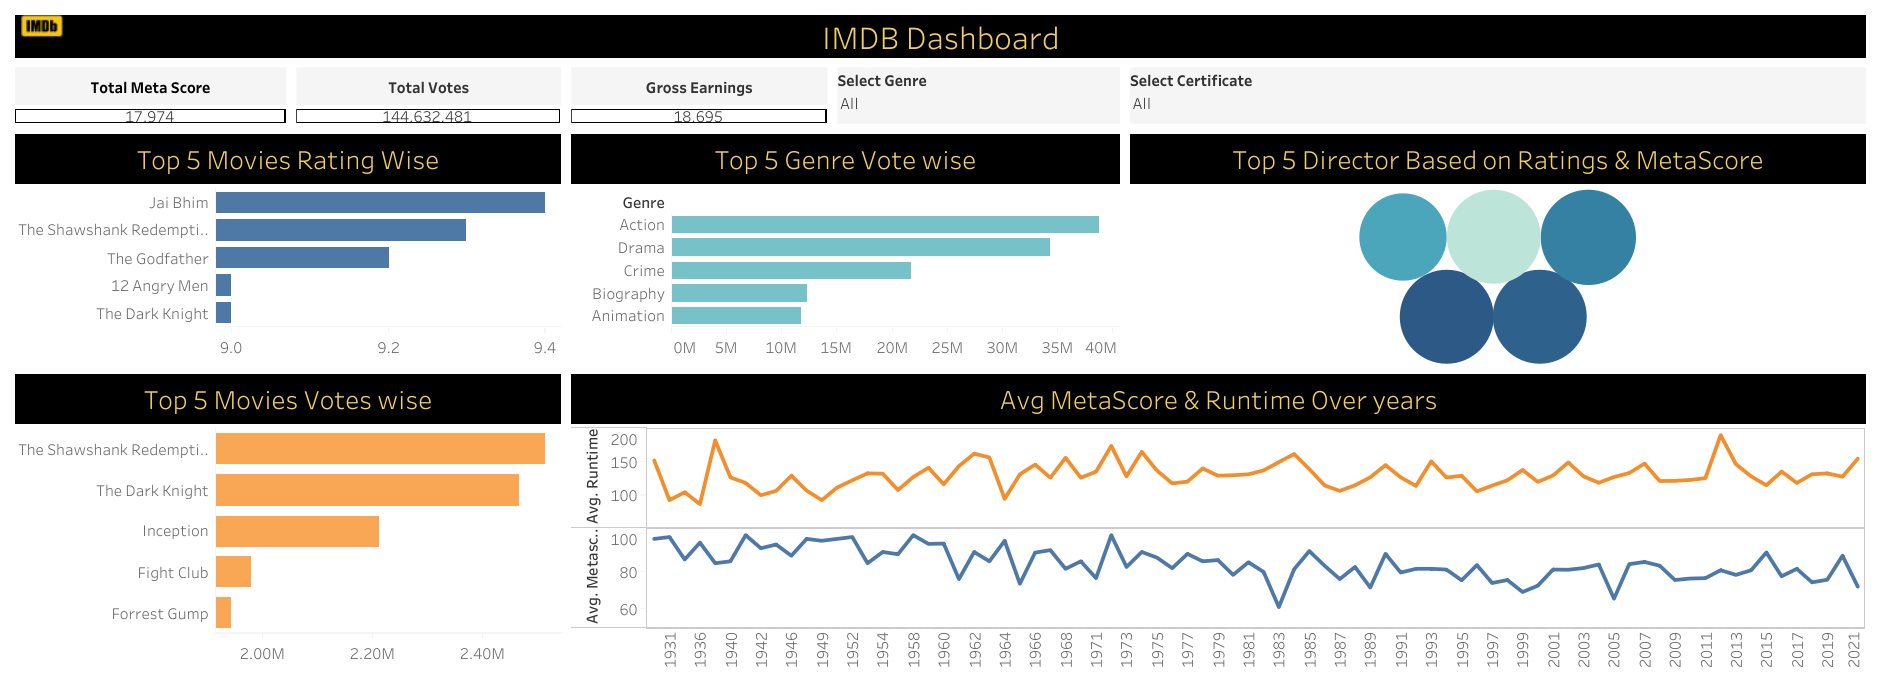 IMDb
IMDB Dashboard
Total Meta Score
17,974
Total Votes
144,632,481
Gross Earnings
18,695
Select Genre
All
Select Certificate
All
Top 5 Movies Rating Wise
Jai Bhim
The Shawshank Redempti..
The Godfather
12 Angry Men
The Dark Knight
9.0 9.2 9.4
Top 5 Genre Vote wise
Genre
Action
Drama
Crime
Biography
Animation
0M 5M 10M 15M 20M 25M 30M 35M 40M
Top 5 Director Based on Ratings & MetaScore
Top 5 Movies Votes wise
The Shawshank Redempti..
The Dark Knight
Inception
Fight Club
Forrest Gump
2.00M 2.20M 2.40M
Avg MetaScore & Runtime Over years
Avg. Runtime
200
150
100
Avg. Metasc..
100
80
60
1931 1936 1940 1942 1946 1949 1952 1954 1958 1960 1962 1964 1966 1968 1971 1973 1975 1977 1979 1981 1983 1985 1987 1989 1991 1993 1995 1997 1999 2001 2003 2005 2007 2009 2011 2013 2015 2017 2019 2021